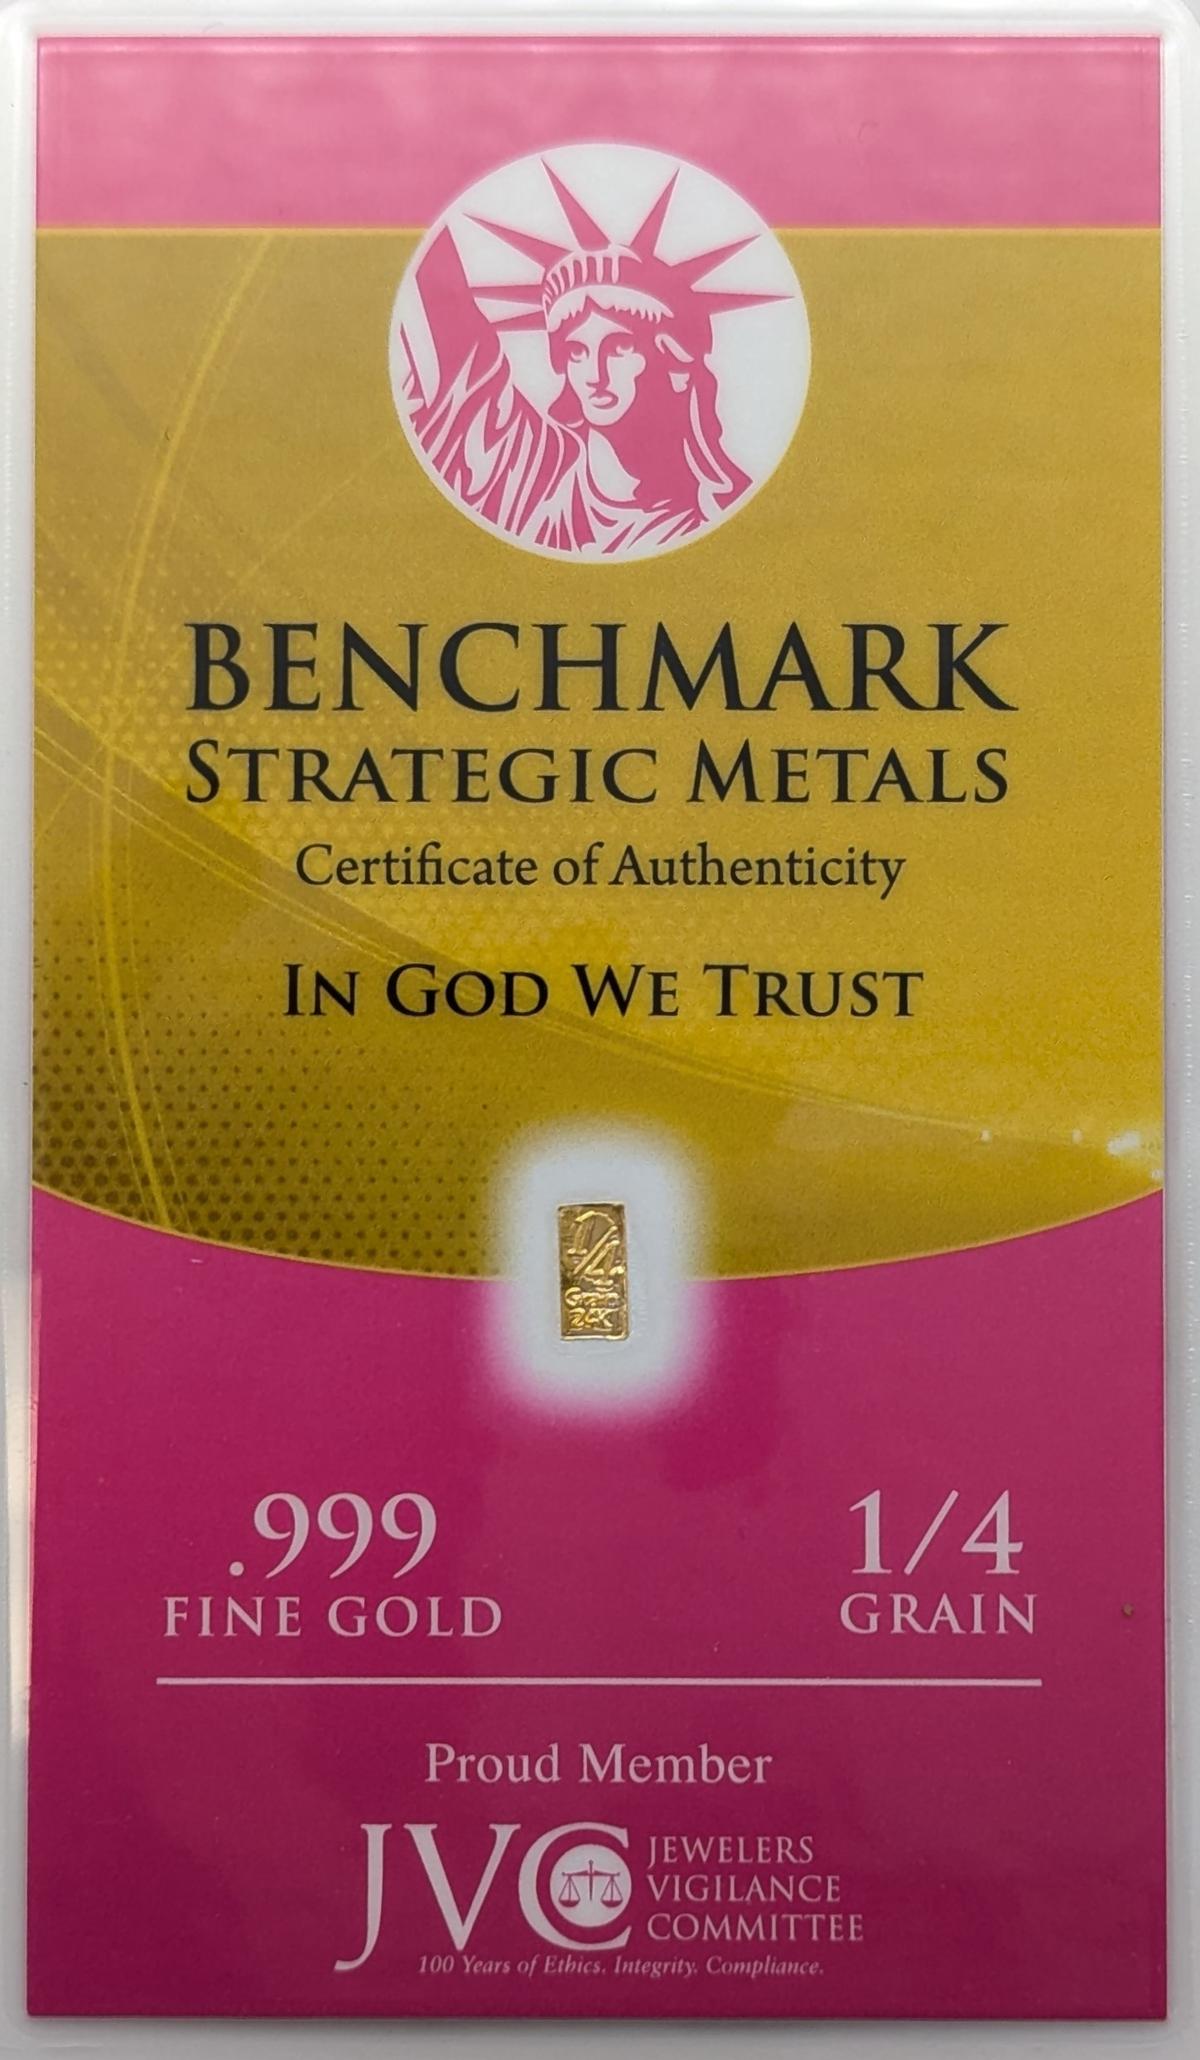 BENCHMARK
STRATEGIC METALS
Certificate of Authenticity
IN GOD WE TRUST
1/4
Grain
24K
.999
FINE GOLD
1/4
GRAIN
Proud Member
JVC
JEWELERS
VIGILANCE
COMMITTEE
100 Years of Ethics. Integrity. Compliance.